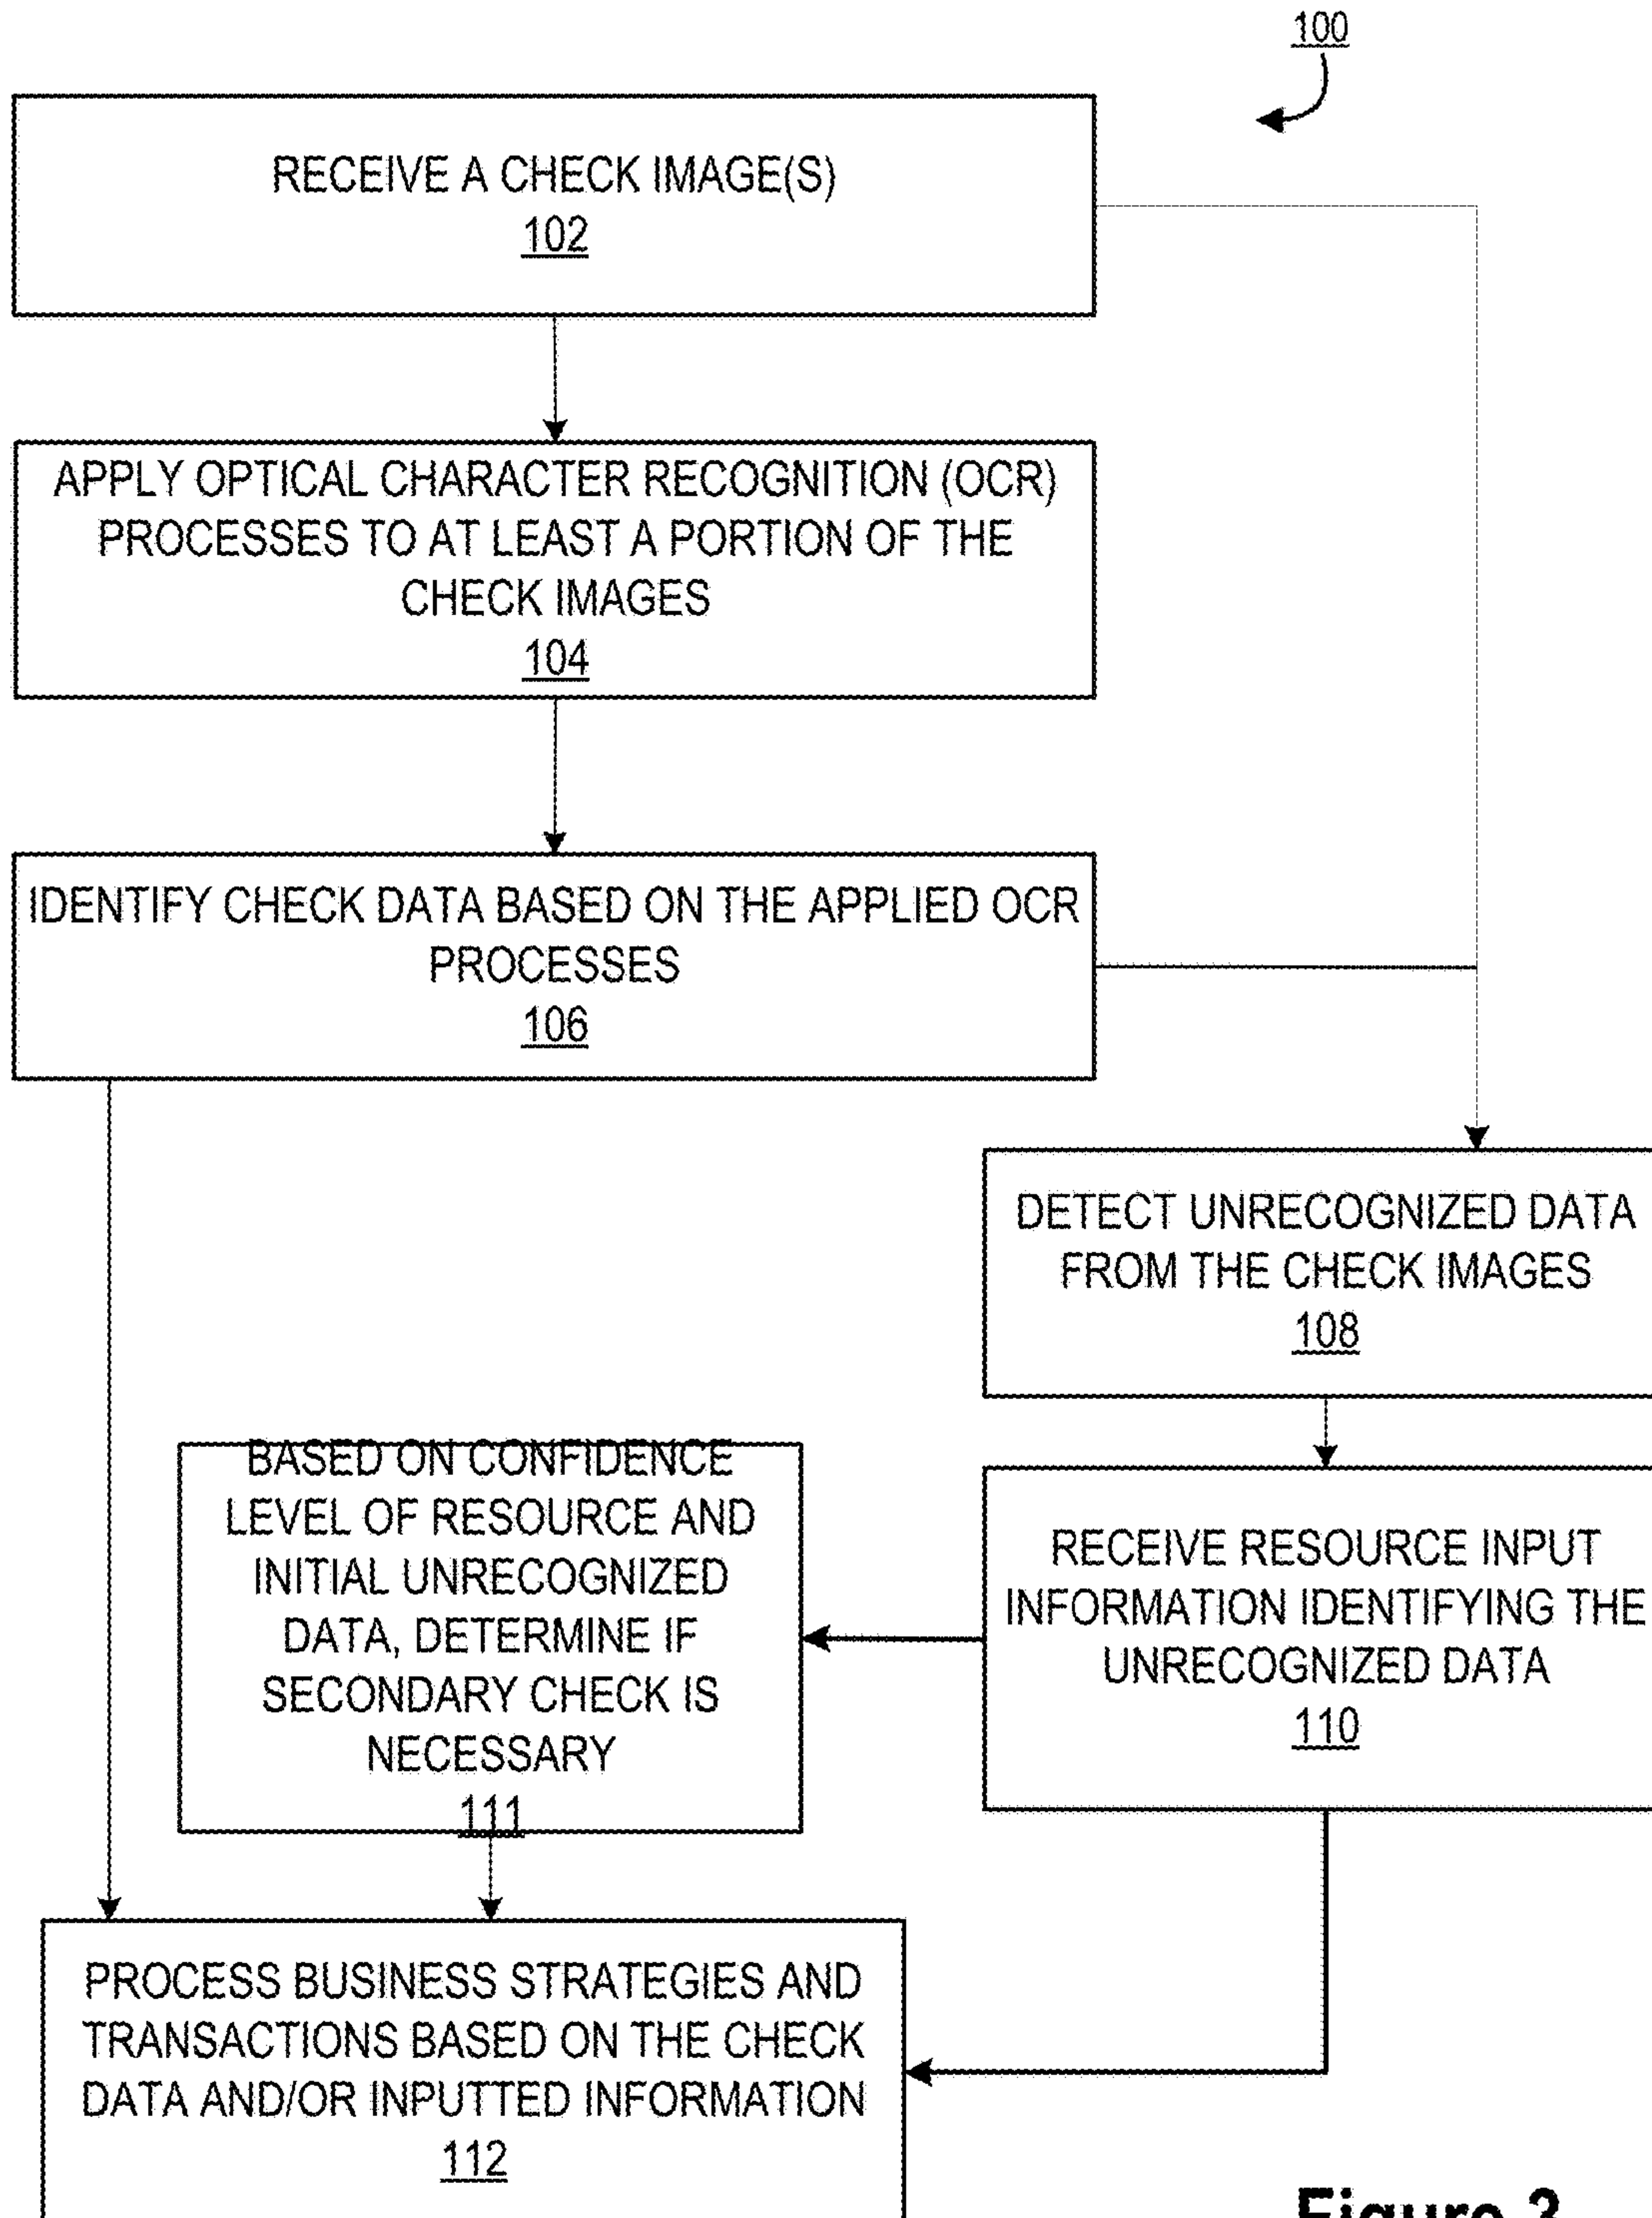 100
RECEIVE A CHECK IMAGE(S)
102
APPLY OPTICAL CHARACTER RECOGNITION (OCR)
PROCESSES TO AT LEAST A PORTION OF THE
CHECK IMAGES
104
IDENTIFY CHECK DATA BASED ON THE APPLIED OCR
PROCESSES
106
DETECT UNRECOGNIZED DATA
FROM THE CHECK IMAGES
108
RECEIVE RESOURCE INPUT
INFORMATION IDENTIFYING THE
UNRECOGNIZED DATA
110
BASED ON CONFIDENCE
LEVEL OF RESOURCE AND
INITIAL UNRECOGNIZED
DATA, DETERMINE IF
SECONDARY CHECK IS
NECESSARY
111
PROCESS BUSINESS STRATEGIES AND
TRANSACTIONS BASED ON THE CHECK
DATA AND/OR INPUTTED INFORMATION
112
Figure 3